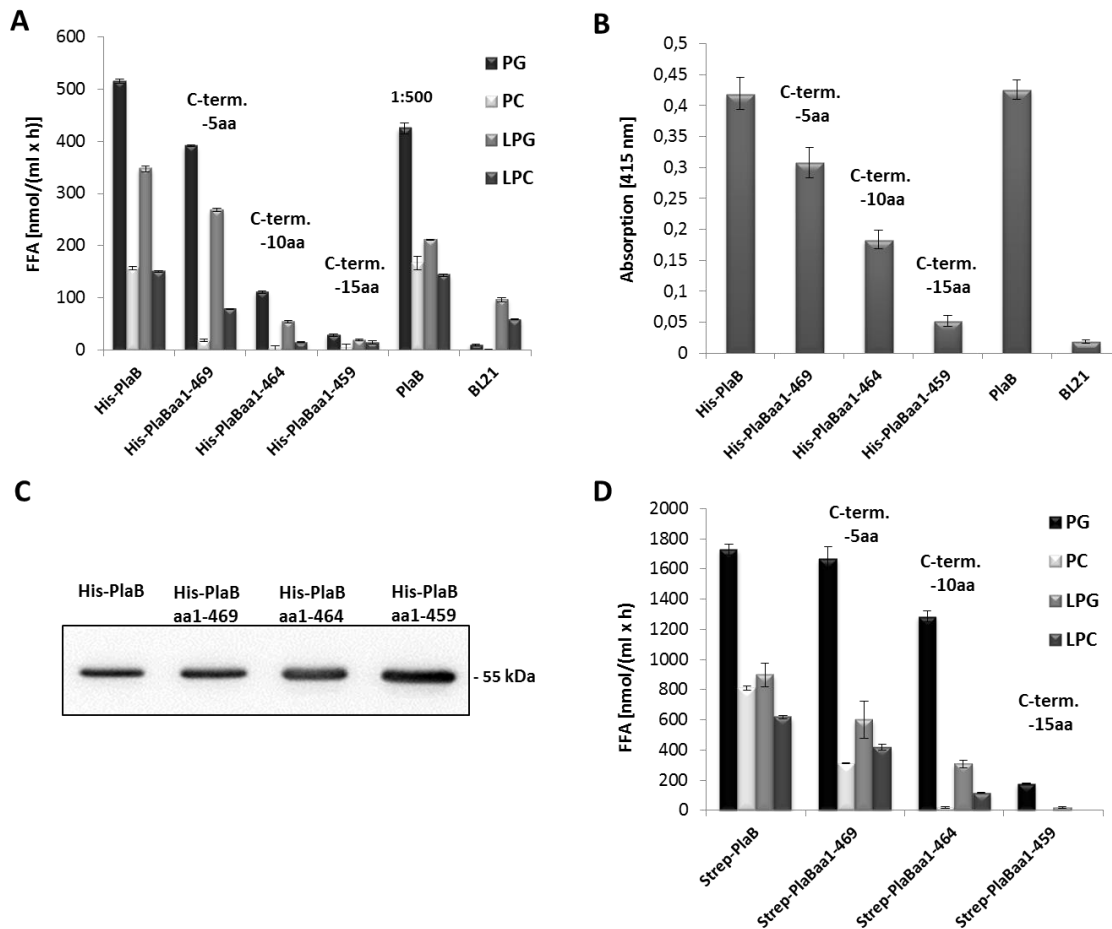 A
600
500
400
300
200
100
0
FFA [nmol/(ml x h)]
C-term.
-5aa
C-term.
-10aa
C-term.
-15aa
1:500
PG
PC
LPG
LPC
His-PlaB
His-PlaBaa1-469
His-PlaBaa1-464
His-PlaBaa1-459
PlaB
BL21
B
0,5
0,45
0,4
0,35
0,3
0,25
0,2
0,15
0,1
0,05
0
Absorption [415 nm]
C-term.
-5aa
C-term.
-10aa
C-term.
-15aa
His-PlaB
His-PlaBaa1-469
His-PlaBaa1-464
His-PlaBaa1-459
PlaB
BL21
C
His-PlaB
His-PlaB
aa1-469
His-PlaB
aa1-464
His-PlaB
aa1-459
- 55 kDa
D
2000
1800
1600
1400
1200
1000
800
600
400
200
0
FFA [nmol/(ml x h)]
C-term.
-5aa
C-term.
-10aa
C-term.
-15aa
PG
PC
LPG
LPC
Strep-PlaB
Strep-PlaBaa1-469
Strep-PlaBaa1-464
Strep-PlaBaa1-459